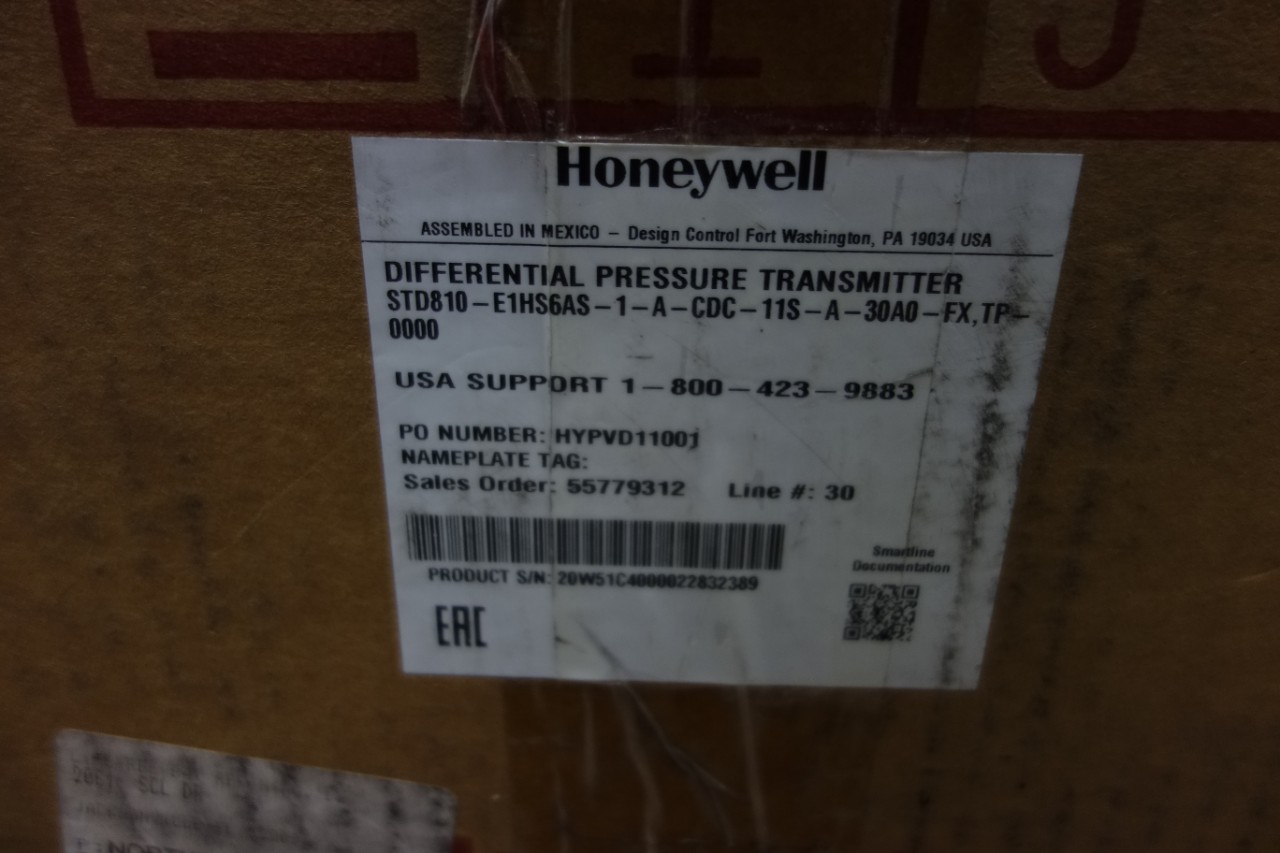 Honeywell
ASSEMBLED IN MEXICO – Design Control Fort Washington, PA 19034 USA
DIFFERENTIAL PRESSURE TRANSMITTER
STD810–E1HS6AS–1–A–CDC–11S–A–30A0–FX,TP–
0000
USA SUPPORT 1–800–423–9883
PO NUMBER: HYPVD11001
NAMEPLATE TAG:
Sales Order: 55779312 Line #: 30
Smartline
Documentation
PRODUCT S/N: 20W51C4000022832389
EAC